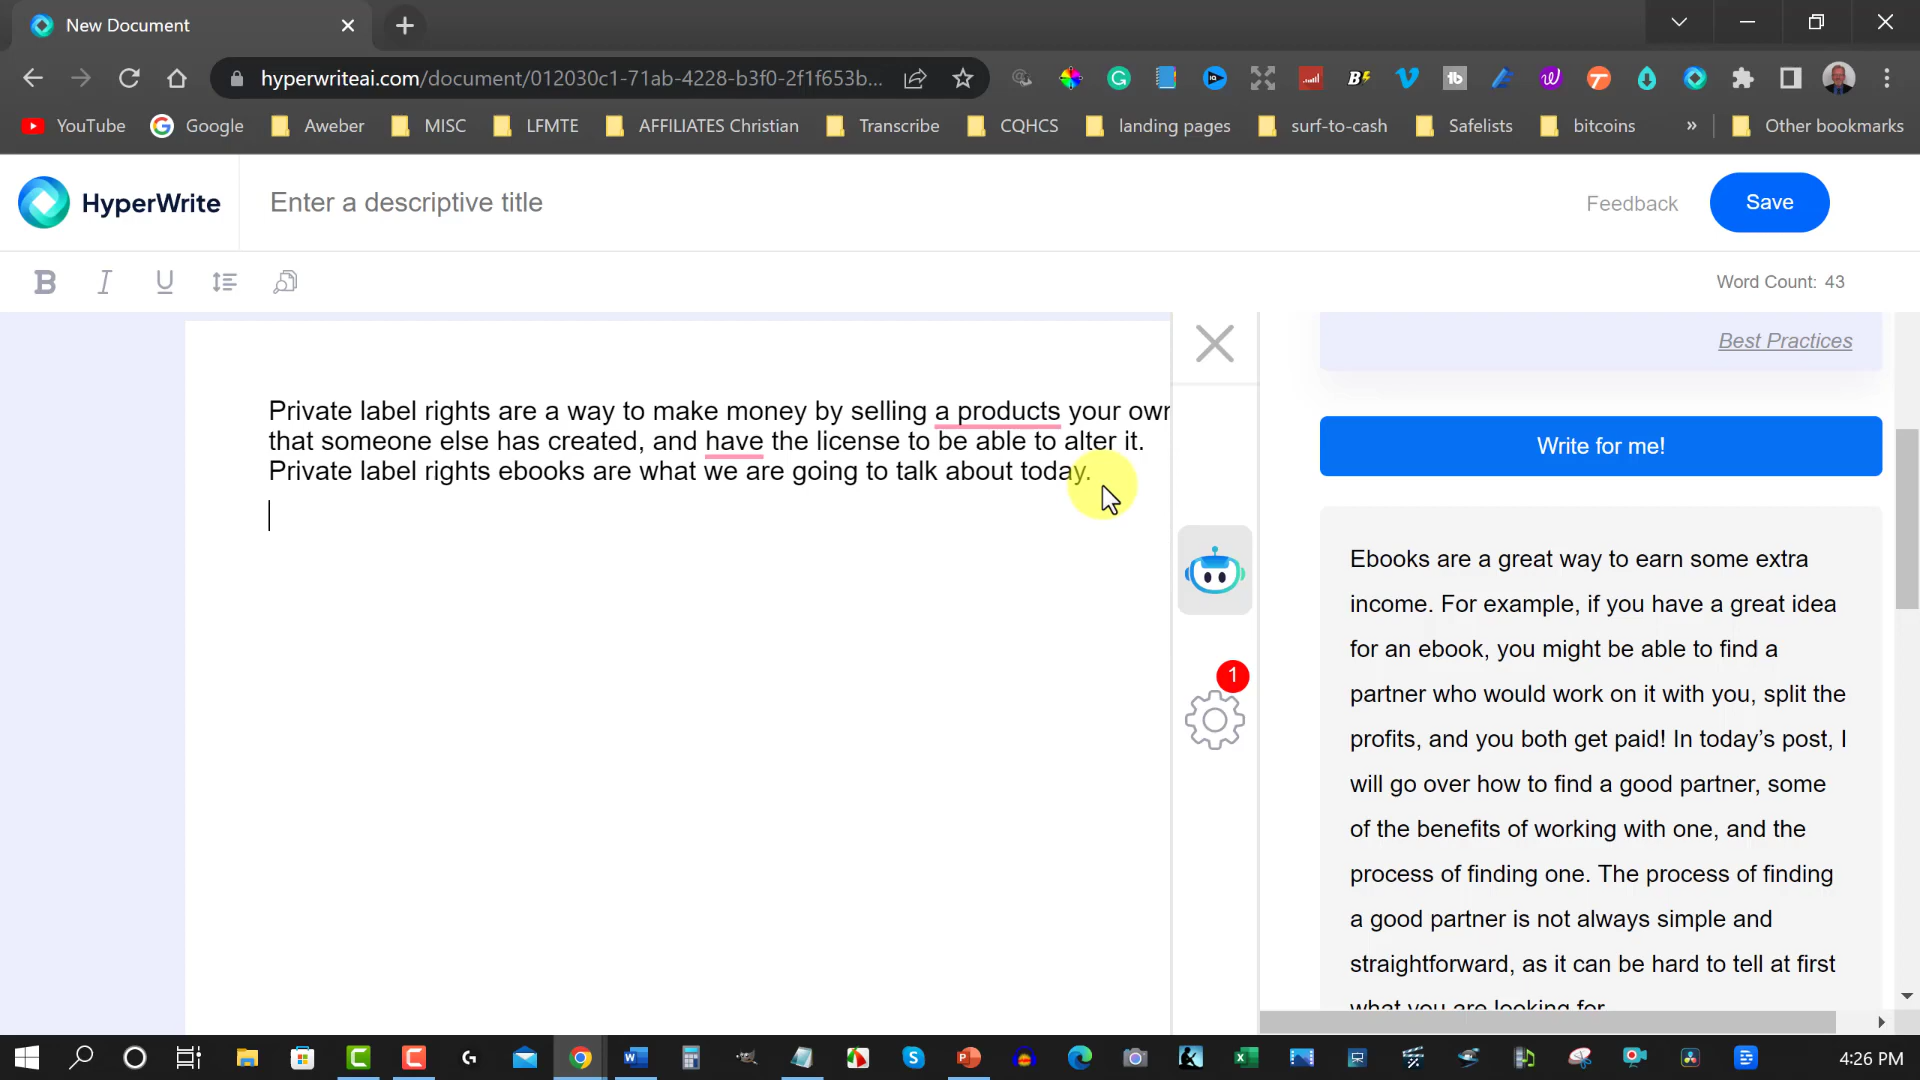 New Document
hyperwriteai.com/document/012030c1-71ab-4228-b3f0-2f1f653b...
YouTube
Google
Aweber
MISC
LFMTE
AFFILIATES Christian
Transcribe
CQHCS
landing pages
surf-to-cash
Safelists
bitcoins
»
Other bookmarks
HyperWrite
Enter a descriptive title
Feedback
Save
B I U
Word Count: 43
Private label rights are a way to make money by selling a products your own
that someone else has created, and have the license to be able to alter it.
Private label rights ebooks are what we are going to talk about today.
1
Best Practices
Write for me!
Ebooks are a great way to earn some extra
income. For example, if you have a great idea
for an ebook, you might be able to find a
partner who would work on it with you, split the
profits, and you both get paid! In today’s post, I
will go over how to find a good partner, some
of the benefits of working with one, and the
process of finding one. The process of finding
a good partner is not always simple and
straightforward, as it can be hard to tell at first
what you are looking for.
4:26 PM